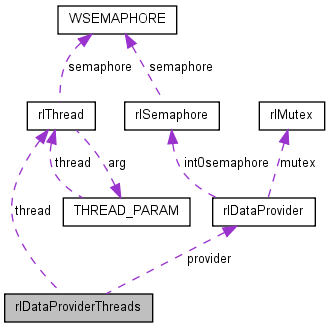 WSEMAPHORE
semaphore semaphore
rlThread rlSemaphore rlMutex
thread arg int0semaphore mutex
THREAD_PARAM rlDataProvider
thread
provider
rlDataProviderThreads